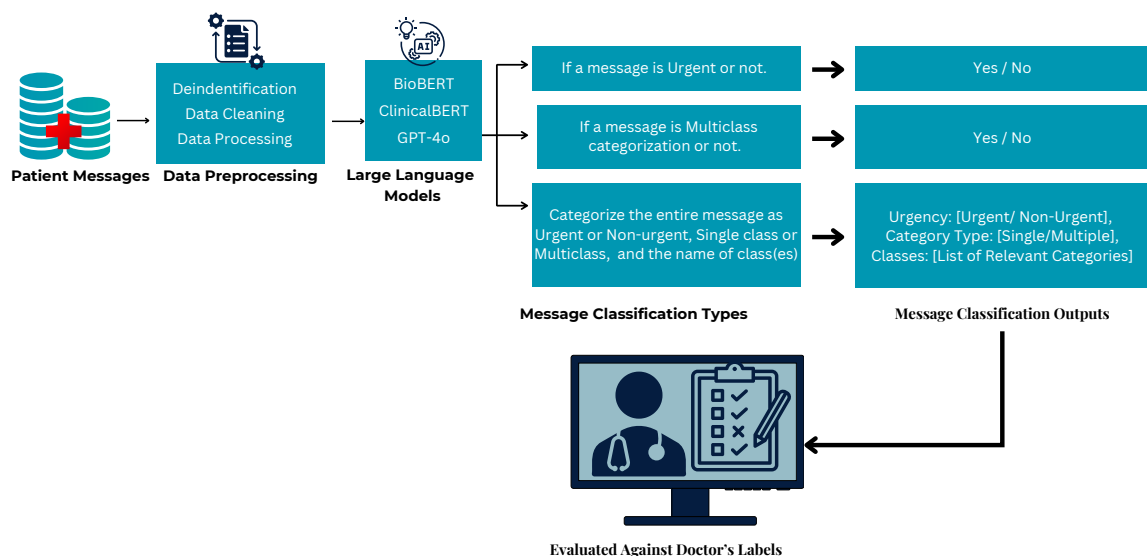 Patient Messages
Deindentification
Data Cleaning
Data Processing
Data Preprocessing
AI
BioBERT
ClinicalBERT
GPT-4o
Large Language
Models
If a message is Urgent or not.
If a message is Multiclass
categorization or not.
Categorize the entire message as
Urgent or Non-urgent, Single class or
Multiclass,  and the name of class(es)
Message Classification Types
Yes / No
Yes / No
Urgency: [Urgent/ Non-Urgent],
Category Type: [Single/Multiple],
Classes: [List of Relevant Categories]
Message Classification Outputs
Evaluated Against Doctor's Labels